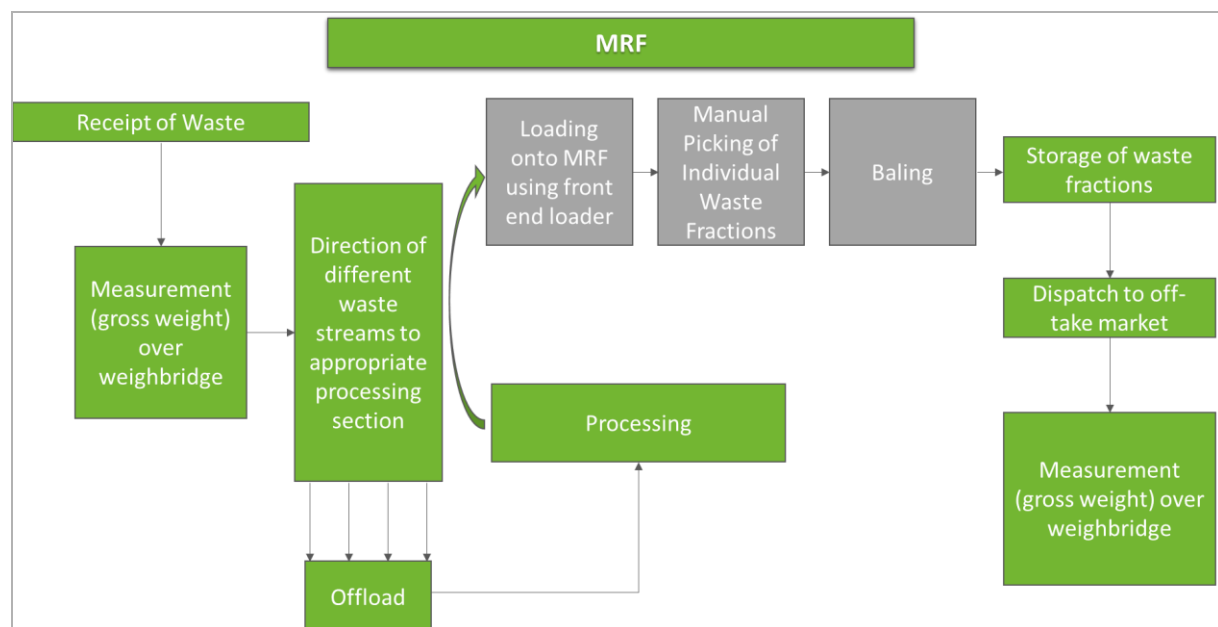 MRF
Receipt of Waste
Measurement
(gross weight)
over
weighbridge
Direction of
different
waste
streams to
appropriate
processing
section
Offload
Processing
Loading
onto MRF
using front
end loader
Manual
Picking of
Individual
Waste
Fractions
Baling
Storage of waste
fractions
Dispatch to off-
take market
Measurement
(gross weight) over
weighbridge